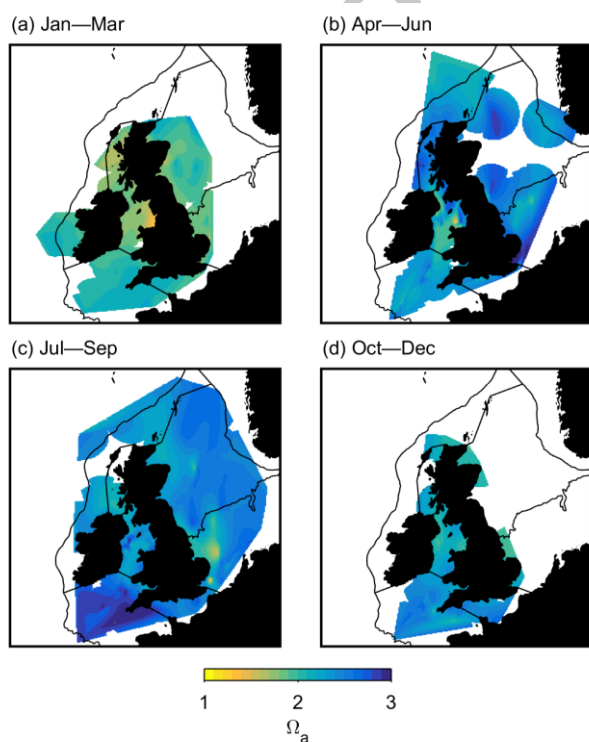 (a) Jan—Mar
(b) Apr—Jun
(c) Jul—Sep
(d) Oct—Dec
1 2 3
Ωa